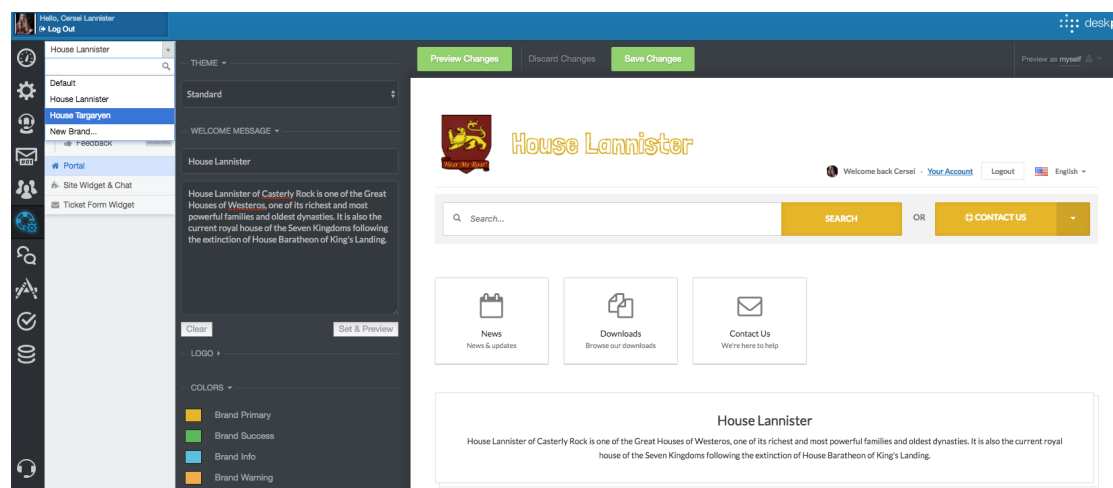 Hello, Cersei Lannister
Log Out
deskp
House Lannister
Default
House Lannister
House Targaryen
New Brand...
Feedback
Portal
Site Widget & Chat
Ticket Form Widget
THEME
Standard
WELCOME MESSAGE
House Lannister
House Lannister of Casterly Rock is one of the Great
Houses of Westeros, one of its richest and most
powerful families and oldest dynasties. It is also the
current royal house of the Seven Kingdoms following
the extinction of House Baratheon of King's Landing.
Clear
Set & Preview
LOGO
COLORS
Brand Primary
Brand Success
Brand Info
Brand Warning
Preview Changes
Discard Changes
Save Changes
Preview as myself
Hear Me Roar!
House Lannister
Welcome back Cersei · Your Account
Logout
English
Search...
SEARCH
OR
CONTACT US
News
News & updates
Downloads
Browse our downloads
Contact Us
We're here to help
House Lannister
House Lannister of Casterly Rock is one of the Great Houses of Westeros, one of its richest and most powerful families and oldest dynasties. It is also the current royal
house of the Seven Kingdoms following the extinction of House Baratheon of King's Landing.